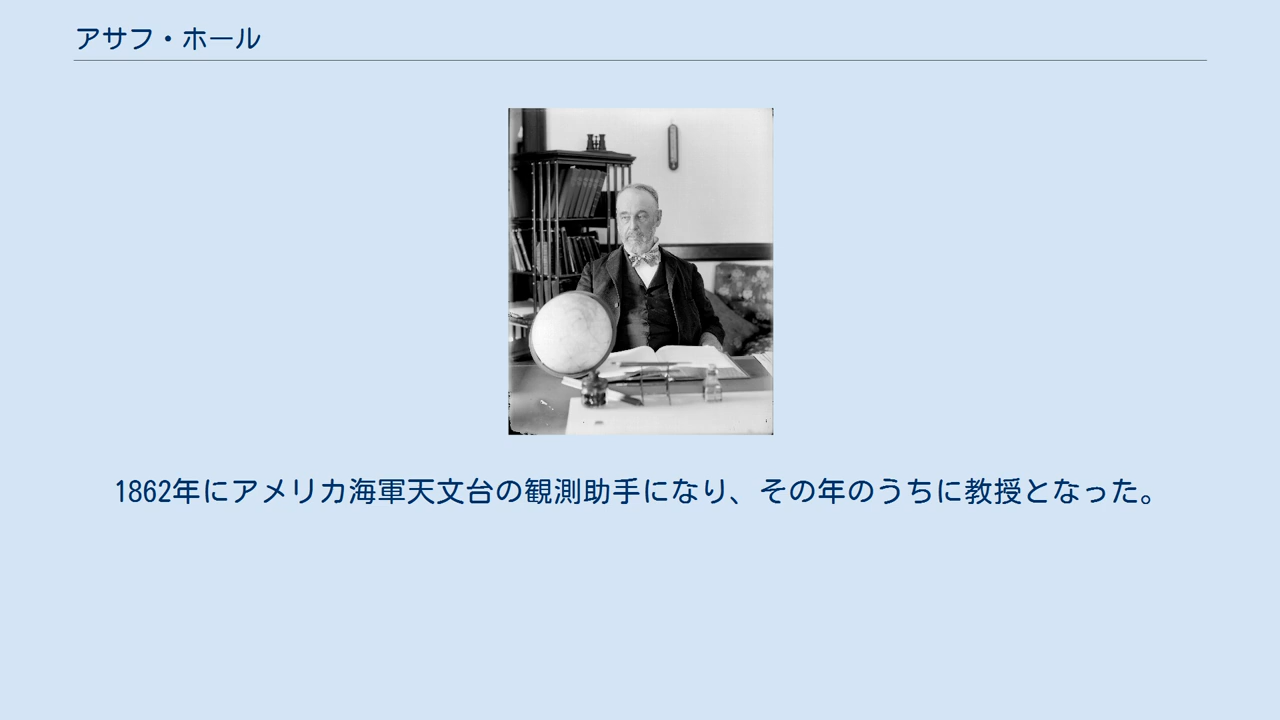 アサフ・ホール
1862年にアメリカ海軍天文台の観測助手になり、その年のうちに教授となった。